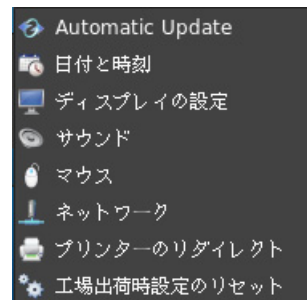 Automatic Update
日付と時刻
ディスプレイの設定
サウンド
マウス
ネットワーク
プリンターのリダイレクト
工場出荷時設定のリセット